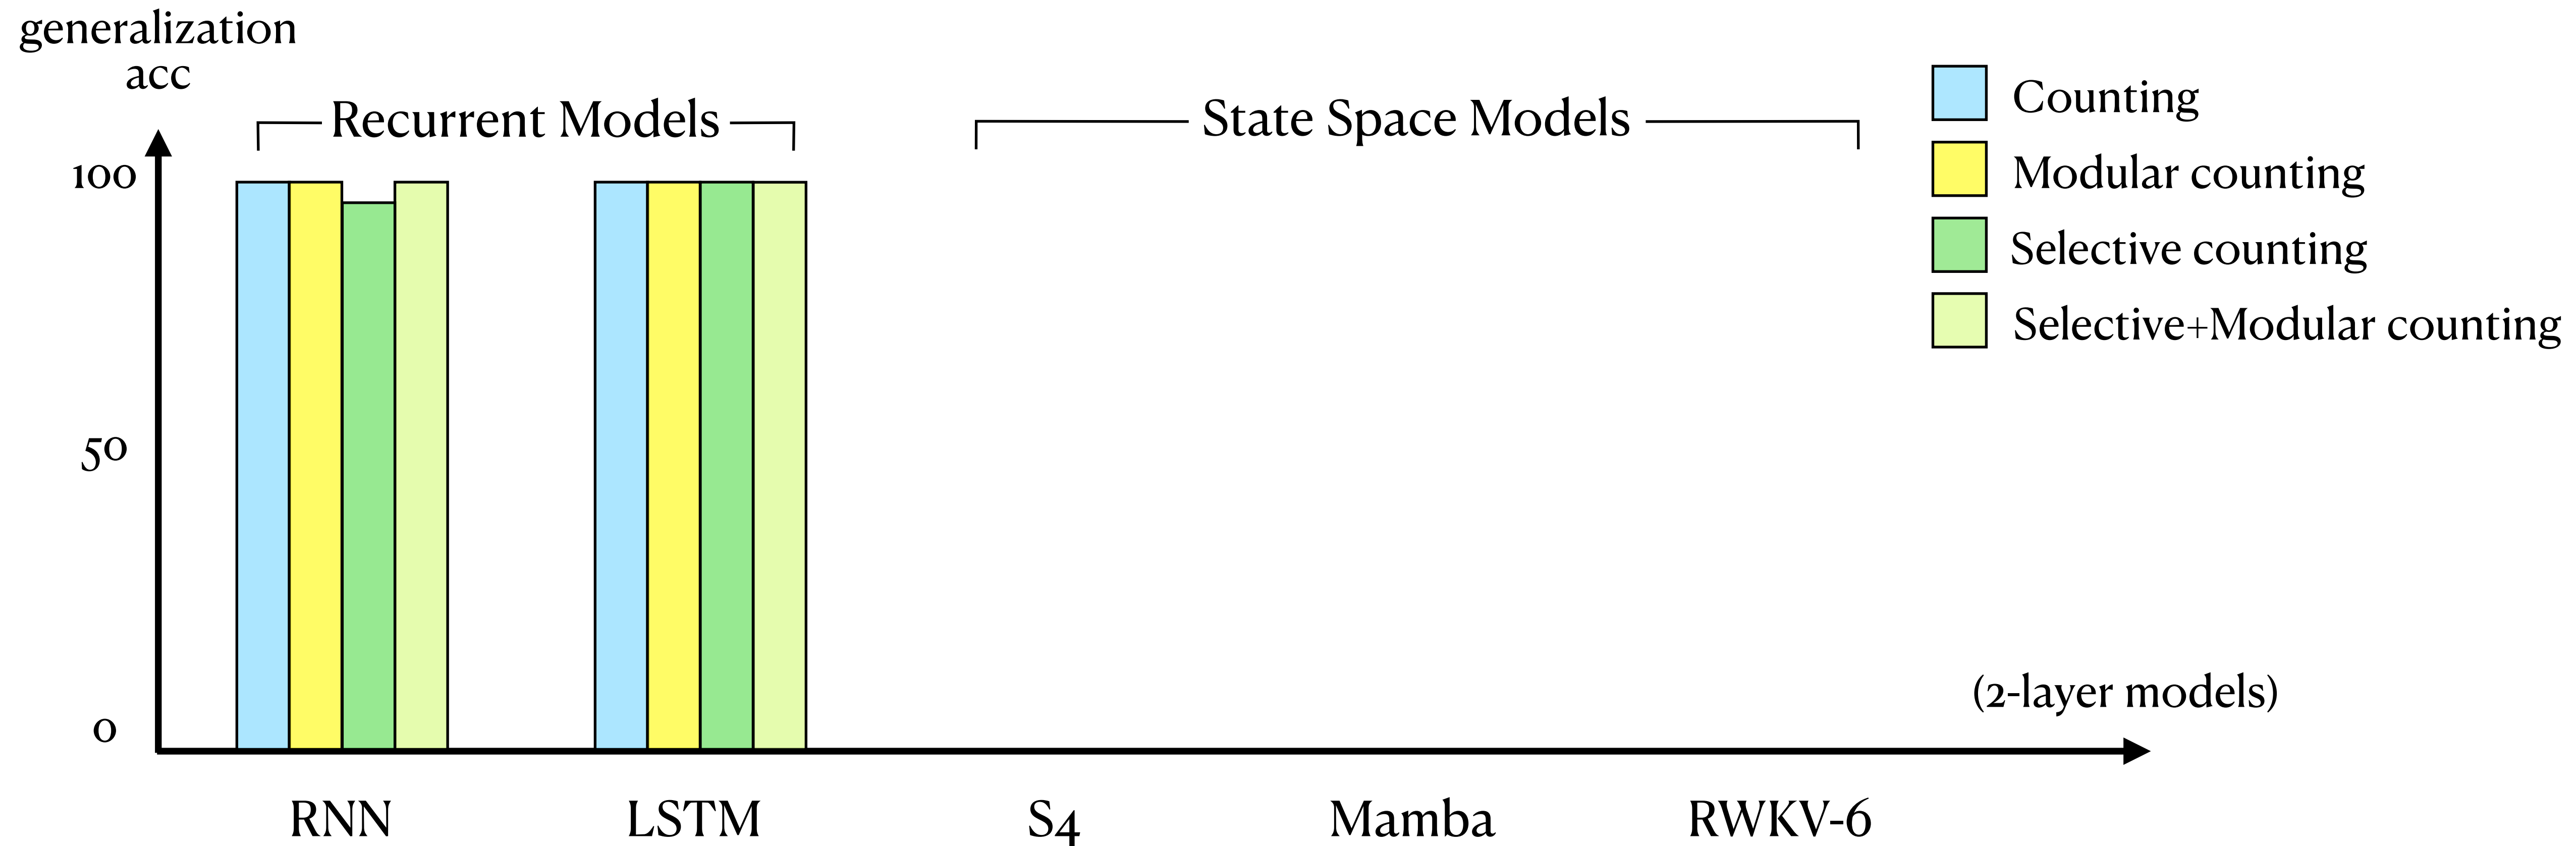 generalization
acc
Recurrent Models
State Space Models
Counting
Modular counting
Selective counting
Selective+Modular counting
100
50
0
(2-layer models)
RNN
LSTM
S4
Mamba
RWKV-6